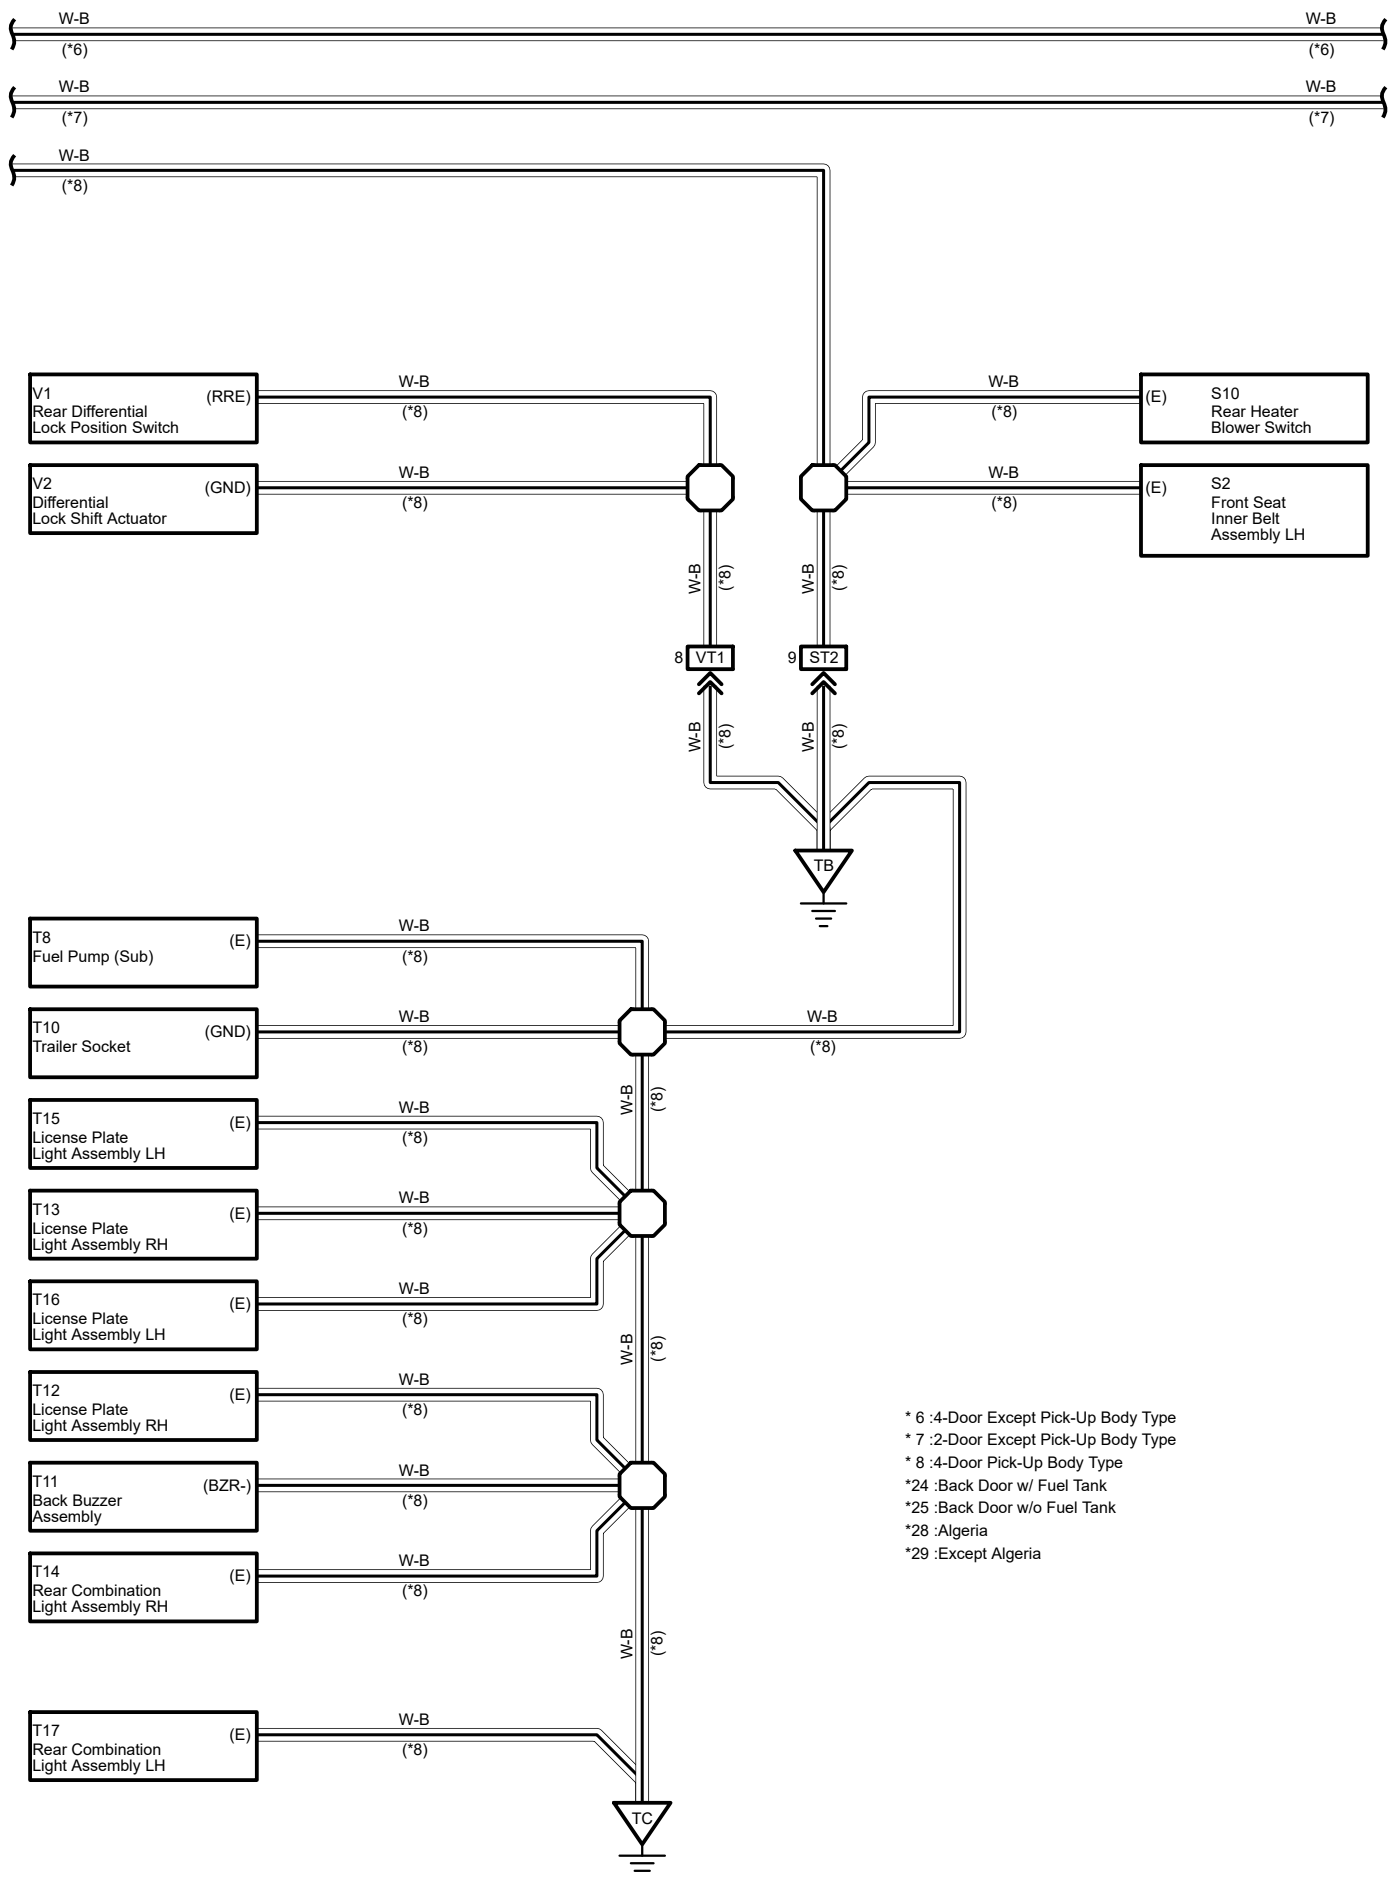 W-B W-B
(*6) (*6)
W-B W-B
(*7) (*7)
W-B
(*8)
V1 (RRE)
Rear Differential
Lock Position Switch
W-B
(*8)
W-B
(*8)
(E) S10
Rear Heater
Blower Switch
V2 (GND)
Differential
Lock Shift Actuator
W-B
(*8)
W-B
(*8)
(E) S2
Front Seat
Inner Belt
Assembly LH
W-B
(*8)
W-B
(*8)
8 VT1
9 ST2
W-B
(*8)
W-B
(*8)
TB
T8 (E)
Fuel Pump (Sub)
W-B
(*8)
T10 (GND)
Trailer Socket
W-B
(*8)
W-B
(*8)
W-B
(*8)
T15 (E)
License Plate
Light Assembly LH
W-B
(*8)
T13 (E)
License Plate
Light Assembly RH
W-B
(*8)
T16 (E)
License Plate
Light Assembly LH
W-B
(*8)
W-B
(*8)
T12 (E)
License Plate
Light Assembly RH
W-B
(*8)
T11 (BZR-)
Back Buzzer
Assembly
W-B
(*8)
T14 (E)
Rear Combination
Light Assembly RH
W-B
(*8)
W-B
(*8)
T17 (E)
Rear Combination
Light Assembly LH
W-B
(*8)
TC
* 6 :4-Door Except Pick-Up Body Type
* 7 :2-Door Except Pick-Up Body Type
* 8 :4-Door Pick-Up Body Type
*24 :Back Door w/ Fuel Tank
*25 :Back Door w/o Fuel Tank
*28 :Algeria
*29 :Except Algeria